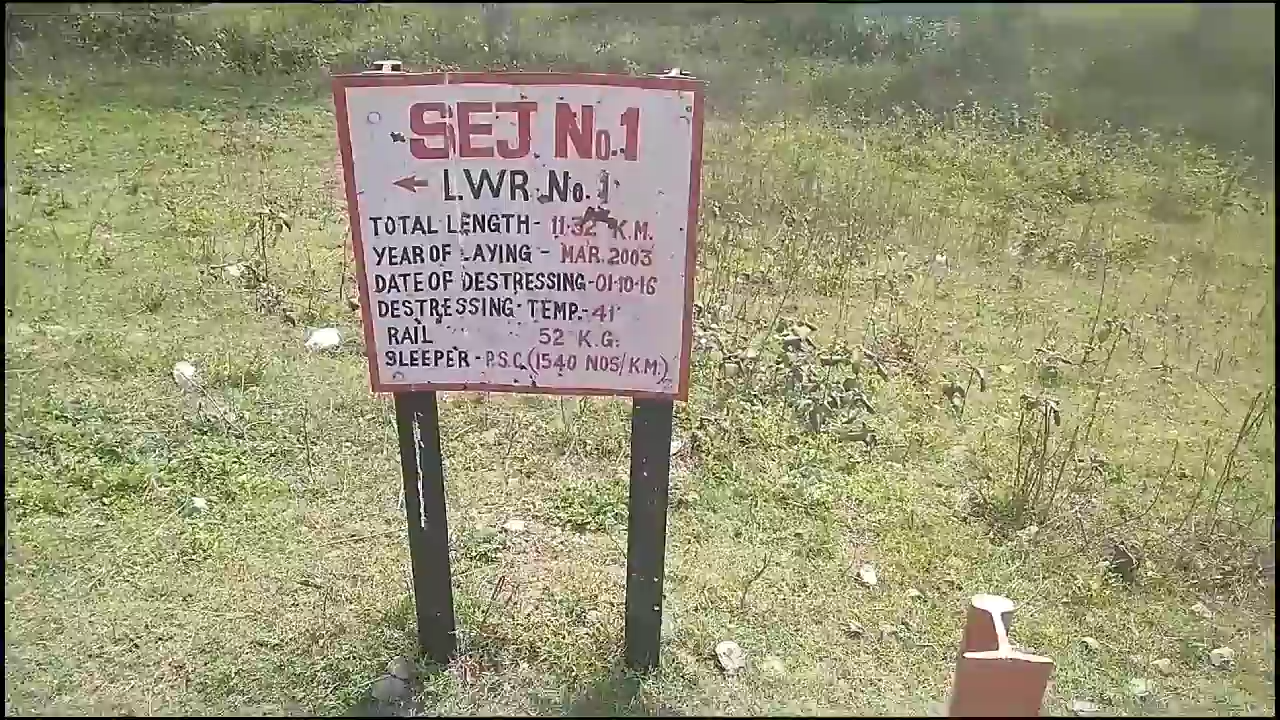 SEJ No.1
← LWR No. 1
TOTAL LENGTH - 11.32 K.M.
YEAR OF LAYING - MAR. 2003
DATE OF DESTRESSING - 01-10-16
DESTRESSING - TEMP. - 41°
RAIL 52 K.G.
SLEEPER - P.S.C. (1540 NOS/K.M.)